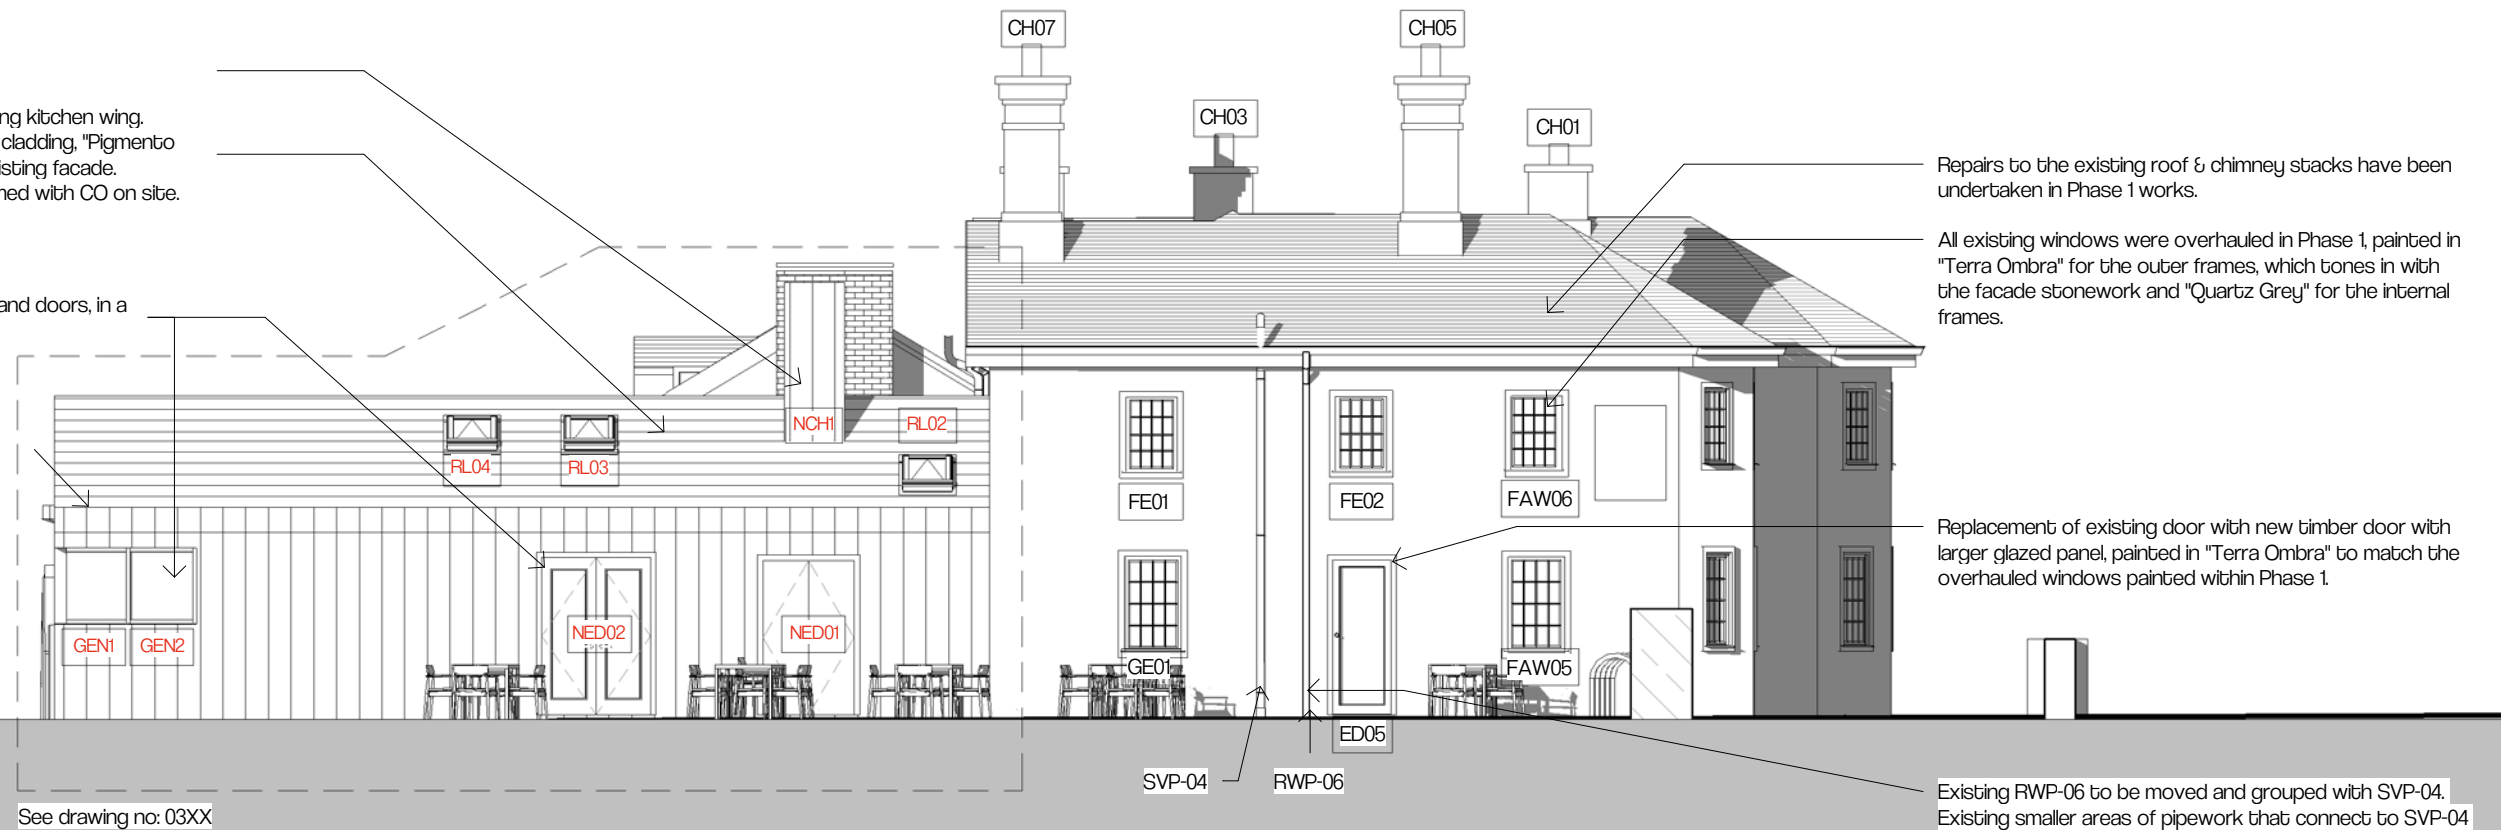 CH07
CH05
CH03
CH01
ng kitchen wing.
cladding, "Pigmento
isting facade.
ned with CO on site.
and doors, in a
Repairs to the existing roof & chimney stacks have been
undertaken in Phase 1 works.
All existing windows were overhauled in Phase 1, painted in
"Terra Ombra" for the outer frames, which tones in with
the facade stonework and "Quartz Grey" for the internal
frames.
NCH1
RL02
RL04
RL03
FE01
FE02
FAW06
Replacement of existing door with new timber door with
larger glazed panel, painted in "Terra Ombra" to match the
overhauled windows painted within Phase 1.
GEN1
GEN2
NED02
NED01
GE01
FAW05
ED05
SVP-04
RWP-06
Existing RWP-06 to be moved and grouped with SVP-04.
Existing smaller areas of pipework that connect to SVP-04
See drawing no: 03XX